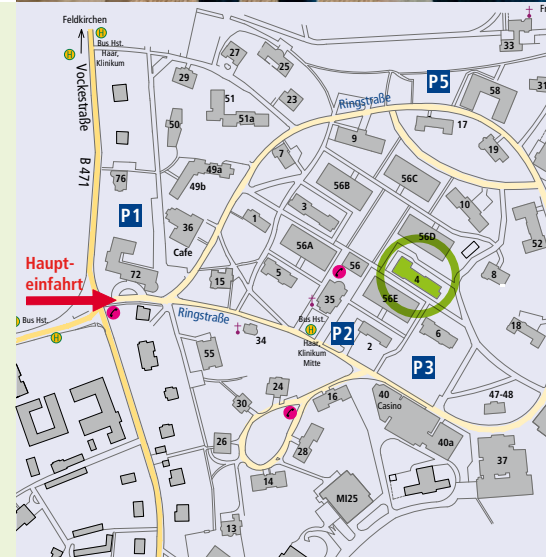 Feldkirchen
H
Bus Hst.
Haar,
Klinikum
H
Vockestraße
B 471
Fr
33
27
25
29
23
51
51a
50
P5
58
31
Ringstraße
17
9
19
7
49a
49b
76
56B
56C
10
P1
36
Cafe
1
3
56A
56D
52
Haupt-
einfahrt
72
15
5
56
4
8
56E
35
Bus Hst.
H
Ringstraße
34
Bus Hst.
H
Haar,
Klinikum
Mitte
P2
2
6
18
55
P3
24
16
40
Casino
47-48
30
26
28
40a
37
14
MI25
13